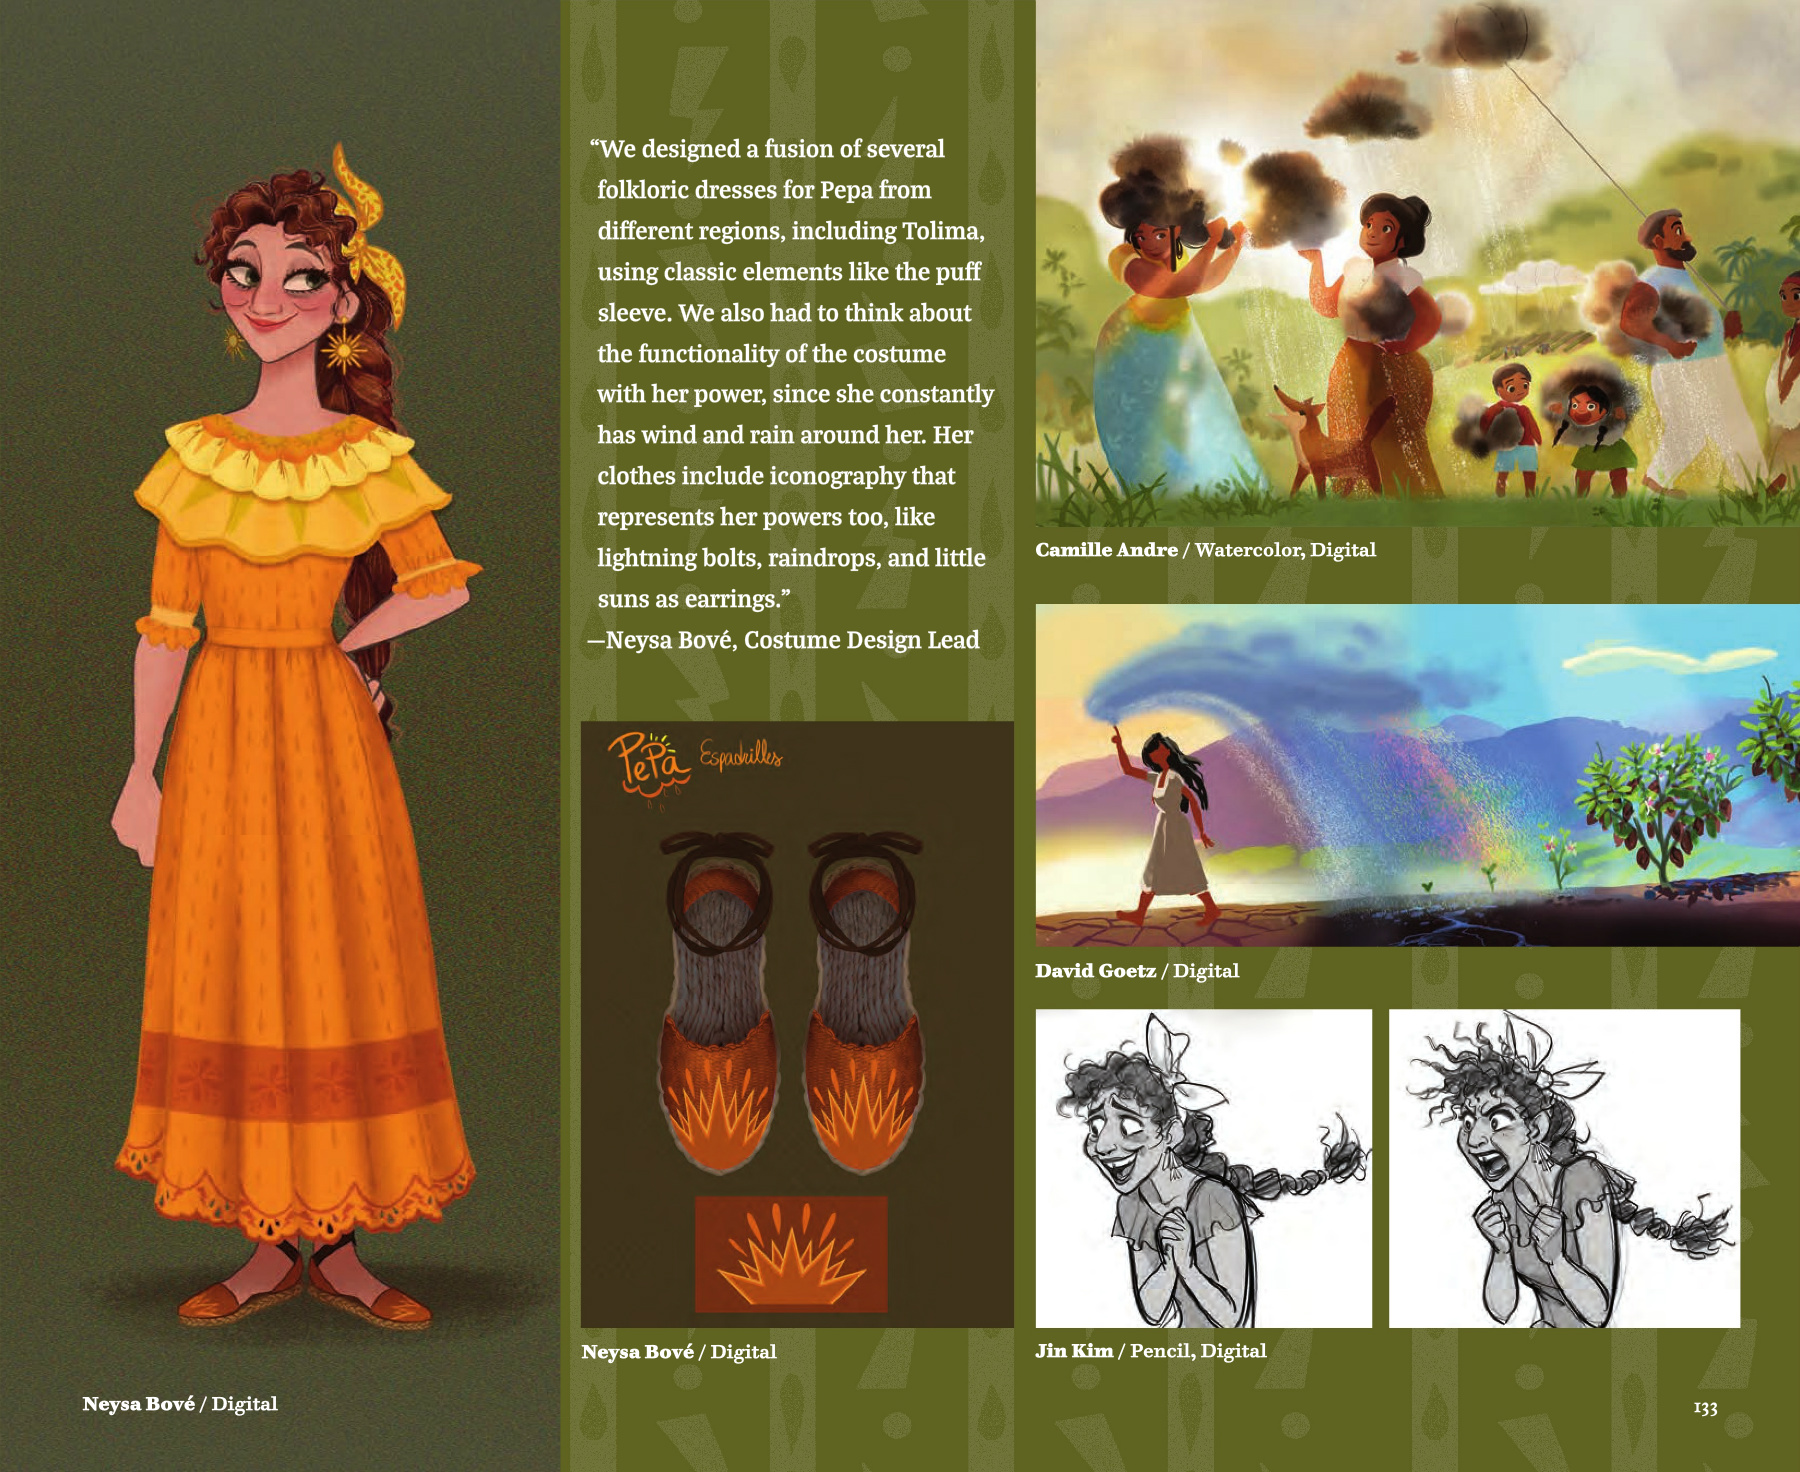 “We designed a fusion of several
folkloric dresses for Pepa from
different regions, including Tolima,
using classic elements like the puff
sleeve. We also had to think about
the functionality of the costume
with her power, since she constantly
has wind and rain around her. Her
clothes include iconography that
represents her powers too, like
lightning bolts, raindrops, and little
suns as earrings.”
—Neysa Bové, Costume Design Lead
PePa Espadrilles
Neysa Bové / Digital
Neysa Bové / Digital
Camille Andre / Watercolor, Digital
David Goetz / Digital
Jin Kim / Pencil, Digital
133